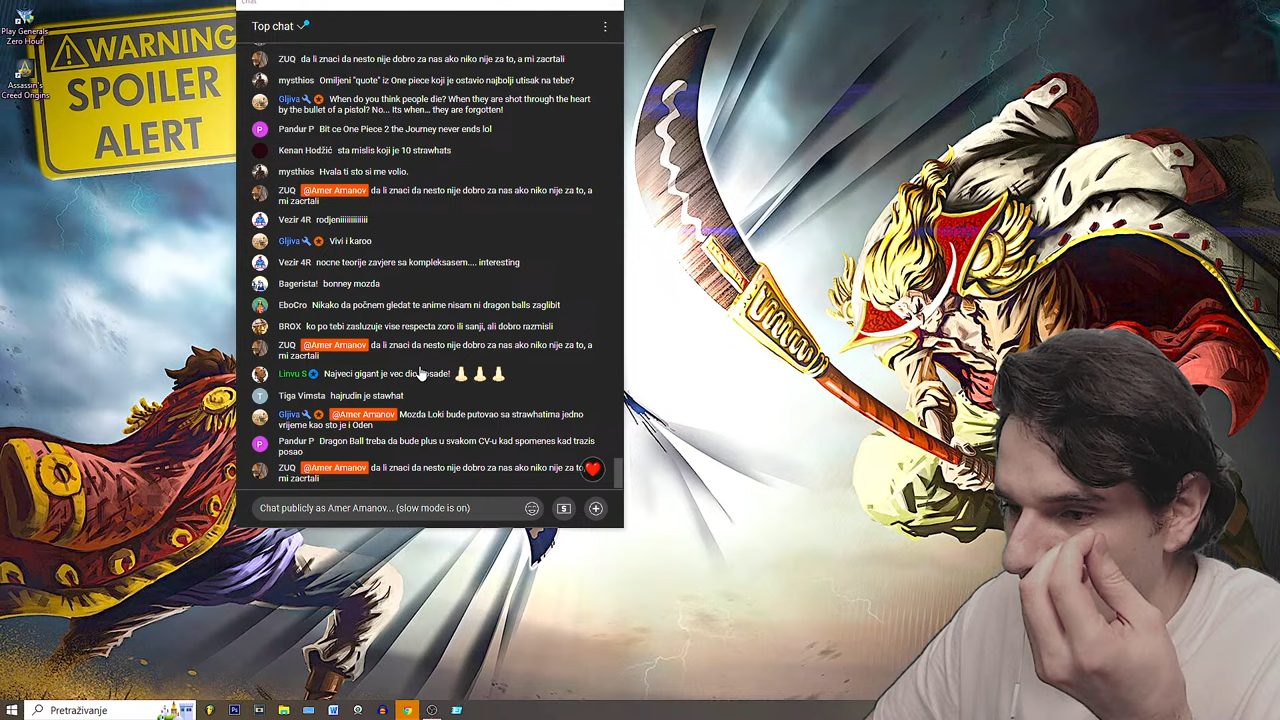 Chat
Play Generals
Zero Hour
Assassin's
Creed Origins
WARNING
SPOILER
ALERT
Top chat
ZUQ da li znaci da nesto nije dobro za nas ako niko nije za to, a mi zacrtali
mysthios Omiljeni "quote" iz One piece koji je ostavio najbolji utisak na tebe?
Gljiva When do you think people die? When they are shot through the heart
by the bullet of a pistol? No... Its when... they are forgotten!
P Pandur P Bit ce One Piece 2 the Journey never ends lol
Kenan Hodžić sta mislis koji je 10 strawhats
mysthios Hvala ti sto si me volio.
ZUQ @Amer Amanov da li znaci da nesto nije dobro za nas ako niko nije za to, a
mi zacrtali
Vezir 4R rodjeniiiiiiiiiiiii
Gljiva Vivi i karoo
Vezir 4R nocne teorije zavjere sa kompleksasem.... interesting
Bagerista! bonney mozda
EboCro Nikako da počnem gledat te anime nisam ni dragon balls zaglibit
BROX ko po tebi zasluzuje vise respecta zoro ili sanji, ali dobro razmisli
ZUQ @Amer Amanov da li znaci da nesto nije dobro za nas ako niko nije za to, a
mi zacrtali
Linvu S Najveci gigant je vec dio posade!
T Tiga Vimsta hajrudin je stawhat
Gljiva @Amer Amanov Mozda Loki bude putovao sa strawhatima jedno
vrijeme kao sto je i Oden
P Pandur P Dragon Ball treba da bude plus u svakom CV-u kad spomenes kad trazis
posao
ZUQ @Amer Amanov da li znaci da nesto nije dobro za nas ako niko nije za to,
mi zacrtali
Chat publicly as Amer Amanov... (slow mode is on)
Pretraživanje